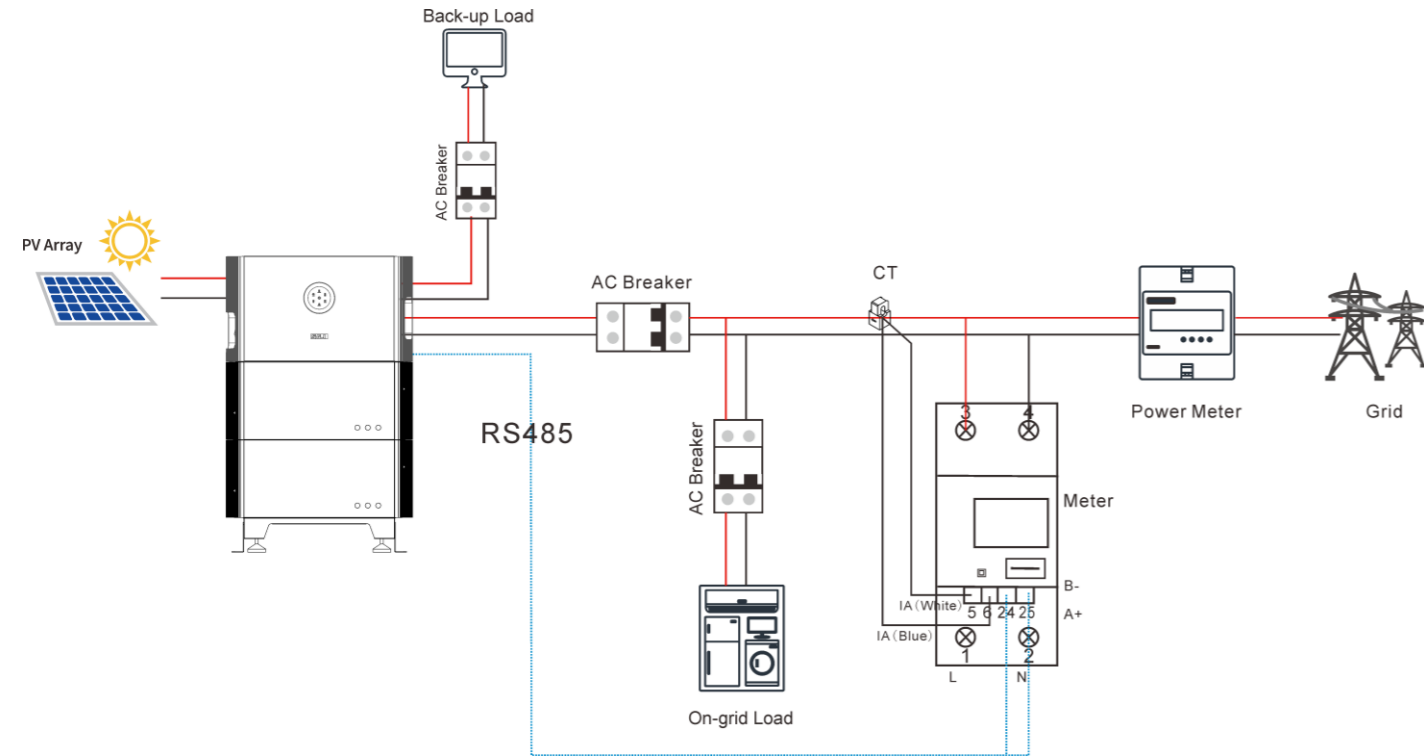 Back-up Load
AC Breaker
PV Array
AC Breaker
CT
RS485
AC Breaker
Power Meter
Grid
3 4
Meter
B-
IA(White)
5 6 24 25
A+
IA(Blue)
1 2
L N
On-grid Load